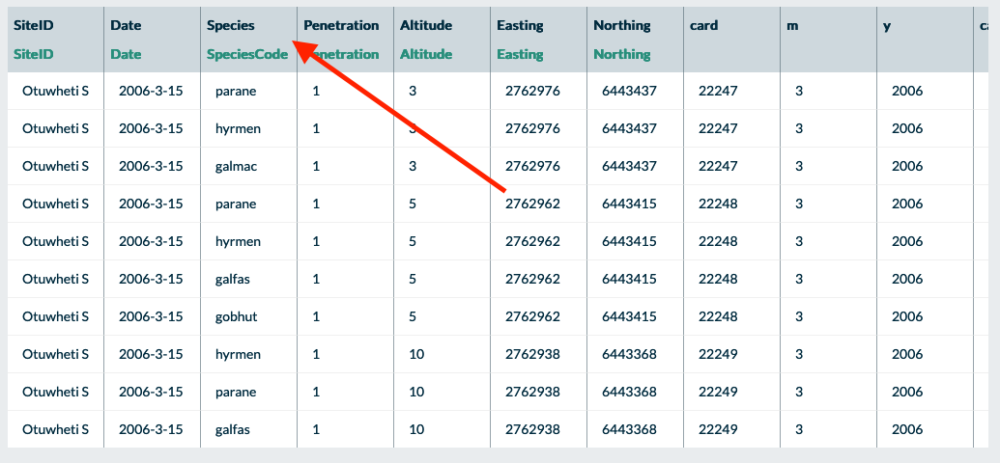 SiteID Date Species Penetration Altitude Easting Northing card m y
SiteID Date SpeciesCode Penetration Altitude Easting Northing
Otuwheti S 2006-3-15 parane 1 3 2762976 6443437 22247 3 2006
Otuwheti S 2006-3-15 hyrmen 1 3 2762976 6443437 22247 3 2006
Otuwheti S 2006-3-15 galmac 1 3 2762976 6443437 22247 3 2006
Otuwheti S 2006-3-15 parane 1 5 2762962 6443415 22248 3 2006
Otuwheti S 2006-3-15 hyrmen 1 5 2762962 6443415 22248 3 2006
Otuwheti S 2006-3-15 galfas 1 5 2762962 6443415 22248 3 2006
Otuwheti S 2006-3-15 gobhut 1 5 2762962 6443415 22248 3 2006
Otuwheti S 2006-3-15 hyrmen 1 10 2762938 6443368 22249 3 2006
Otuwheti S 2006-3-15 parane 1 10 2762938 6443368 22249 3 2006
Otuwheti S 2006-3-15 galfas 1 10 2762938 6443368 22249 3 2006